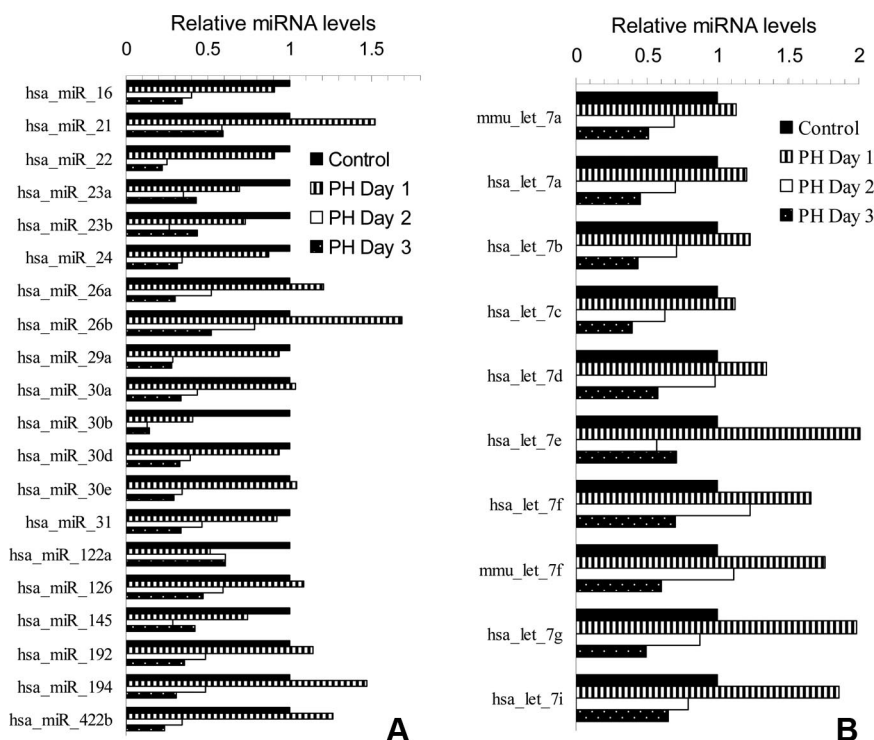 Relative miRNA levels
0 0.5 1 1.5
hsa_miR_16
hsa_miR_21
hsa_miR_22
hsa_miR_23a
hsa_miR_23b
hsa_miR_24
hsa_miR_26a
hsa_miR_26b
hsa_miR_29a
hsa_miR_30a
hsa_miR_30b
hsa_miR_30d
hsa_miR_30e
hsa_miR_31
hsa_miR_122a
hsa_miR_126
hsa_miR_145
hsa_miR_192
hsa_miR_194
hsa_miR_422b
Control
PH Day 1
PH Day 2
PH Day 3
A
Relative miRNA levels
0 0.5 1 1.5 2
mmu_let_7a
hsa_let_7a
hsa_let_7b
hsa_let_7c
hsa_let_7d
hsa_let_7e
hsa_let_7f
mmu_let_7f
hsa_let_7g
hsa_let_7i
Control
PH Day 1
PH Day 2
PH Day 3
B